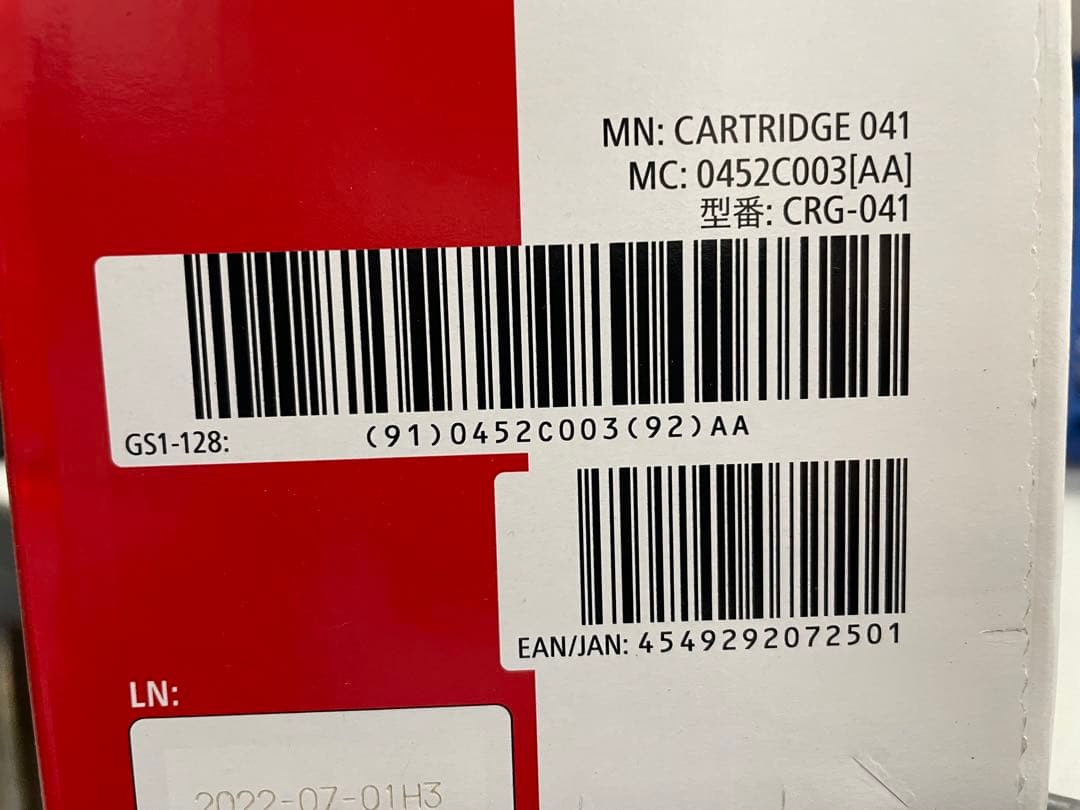 MN: CARTRIDGE 041
MC: 0452C003[AA]
型番: CRG-041
GS1-128: (91)0452C003(92)AA
EAN/JAN: 4549292072501
LN:
2022-07-01H3